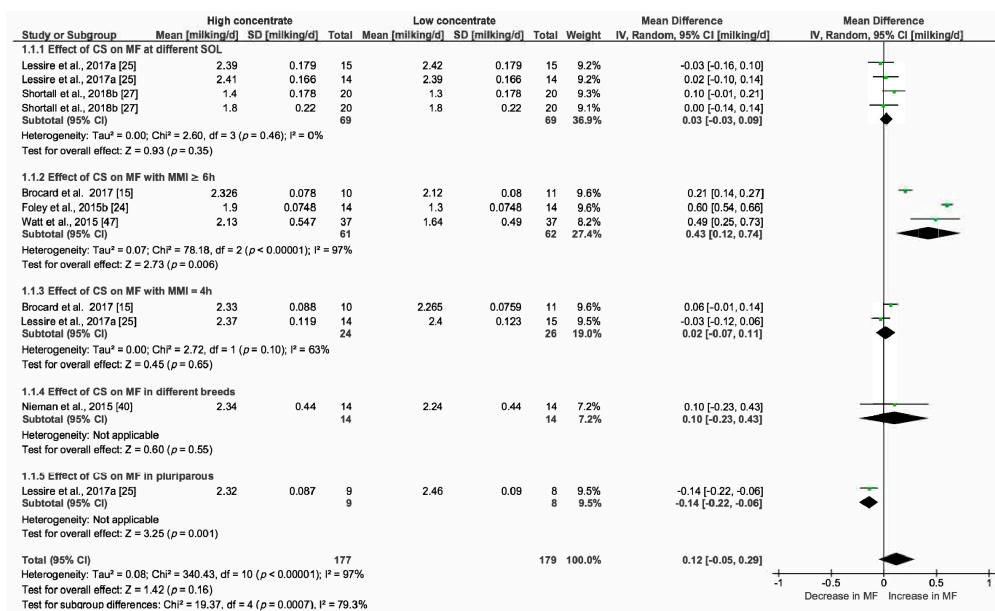 High concentrate Low concentrate Mean Difference Mean Difference
Study or Subgroup Mean [milking/d] SD [milking/d] Total Mean [milking/d] SD [milking/d] Total Weight IV, Random, 95% CI [milking/d] IV, Random, 95% CI [milking/d]
1.1.1 Effect of CS on MF at different SOL
Lessire et al., 2017a [25] 2.39 0.179 15 2.42 0.179 15 9.2% -0.03 [-0.16, 0.10]
Lessire et al., 2017a [25] 2.41 0.166 14 2.39 0.166 14 9.2% 0.02 [-0.10, 0.14]
Shortall et al., 2018b [27] 1.4 0.178 20 1.3 0.178 20 9.3% 0.10 [-0.01, 0.21]
Shortall et al., 2018b [27] 1.8 0.22 20 1.8 0.22 20 9.1% 0.00 [-0.14, 0.14]
Subtotal (95% CI) 69 69 36.9% 0.03 [-0.03, 0.09]
Heterogeneity: Tau² = 0.00; Chi² = 2.60, df = 3 (p = 0.46); I² = 0%
Test for overall effect: Z = 0.93 (p = 0.35)
1.1.2 Effect of CS on MF with MMI ≥ 6h
Brocard et al. 2017 [15] 2.326 0.078 10 2.12 0.08 11 9.6% 0.21 [0.14, 0.27]
Foley et al., 2015b [24] 1.9 0.0748 14 1.3 0.0748 14 9.6% 0.60 [0.54, 0.66]
Watt et al., 2015 [47] 2.13 0.547 37 1.64 0.49 37 8.2% 0.49 [0.25, 0.73]
Subtotal (95% CI) 61 62 27.4% 0.43 [0.12, 0.74]
Heterogeneity: Tau² = 0.07; Chi² = 78.18, df = 2 (p < 0.00001); I² = 97%
Test for overall effect: Z = 2.73 (p = 0.006)
1.1.3 Effect of CS on MF with MMI = 4h
Brocard et al. 2017 [15] 2.33 0.088 10 2.265 0.0759 11 9.6% 0.06 [-0.01, 0.14]
Lessire et al., 2017a [25] 2.37 0.119 14 2.4 0.123 15 9.5% -0.03 [-0.12, 0.06]
Subtotal (95% CI) 24 26 19.0% 0.02 [-0.07, 0.11]
Heterogeneity: Tau² = 0.00; Chi² = 2.72, df = 1 (p = 0.10); I² = 63%
Test for overall effect: Z = 0.45 (p = 0.65)
1.1.4 Effect of CS on MF in different breeds
Nieman et al., 2015 [40] 2.34 0.44 14 2.24 0.44 14 7.2% 0.10 [-0.23, 0.43]
Subtotal (95% CI) 14 14 7.2% 0.10 [-0.23, 0.43]
Heterogeneity: Not applicable
Test for overall effect: Z = 0.60 (p = 0.55)
1.1.5 Effect of CS on MF in pluriparous
Lessire et al., 2017a [25] 2.32 0.087 9 2.46 0.09 8 9.5% -0.14 [-0.22, -0.06]
Subtotal (95% CI) 9 8 9.5% -0.14 [-0.22, -0.06]
Heterogeneity: Not applicable
Test for overall effect: Z = 3.25 (p = 0.001)
Total (95% CI) 177 179 100.0% 0.12 [-0.05, 0.29]
Heterogeneity: Tau² = 0.08; Chi² = 340.43, df = 10 (p < 0.00001); I² = 97%
Test for overall effect: Z = 1.42 (p = 0.16)
Test for subgroup differences: Chi² = 19.37, df = 4 (p = 0.0007), I² = 79.3%
-1 -0.5 0 0.5 1
Decrease in MF Increase in MF